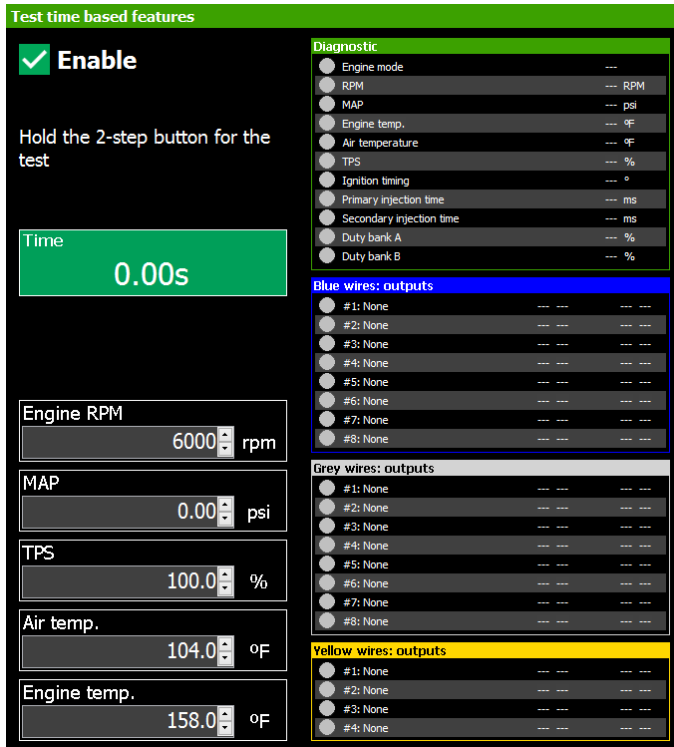 Test time based features
Enable
Hold the 2-step button for the
test
Time
0.00s
Engine RPM
6000 rpm
MAP
0.00 psi
TPS
100.0 %
Air temp.
104.0 ºF
Engine temp.
158.0 ºF
Diagnostic
Engine mode ---
RPM --- RPM
MAP --- psi
Engine temp. --- ºF
Air temperature --- ºF
TPS --- %
Ignition timing --- º
Primary injection time --- ms
Secondary injection time --- ms
Duty bank A --- %
Duty bank B --- %
Blue wires: outputs
#1: None --- --- --- ---
#2: None --- --- --- ---
#3: None --- --- --- ---
#4: None --- --- --- ---
#5: None --- --- --- ---
#6: None --- --- --- ---
#7: None --- --- --- ---
#8: None --- --- --- ---
Grey wires: outputs
#1: None --- --- --- ---
#2: None --- --- --- ---
#3: None --- --- --- ---
#4: None --- --- --- ---
#5: None --- --- --- ---
#6: None --- --- --- ---
#7: None --- --- --- ---
#8: None --- --- --- ---
Yellow wires: outputs
#1: None --- --- --- ---
#2: None --- --- --- ---
#3: None --- --- --- ---
#4: None --- --- --- ---